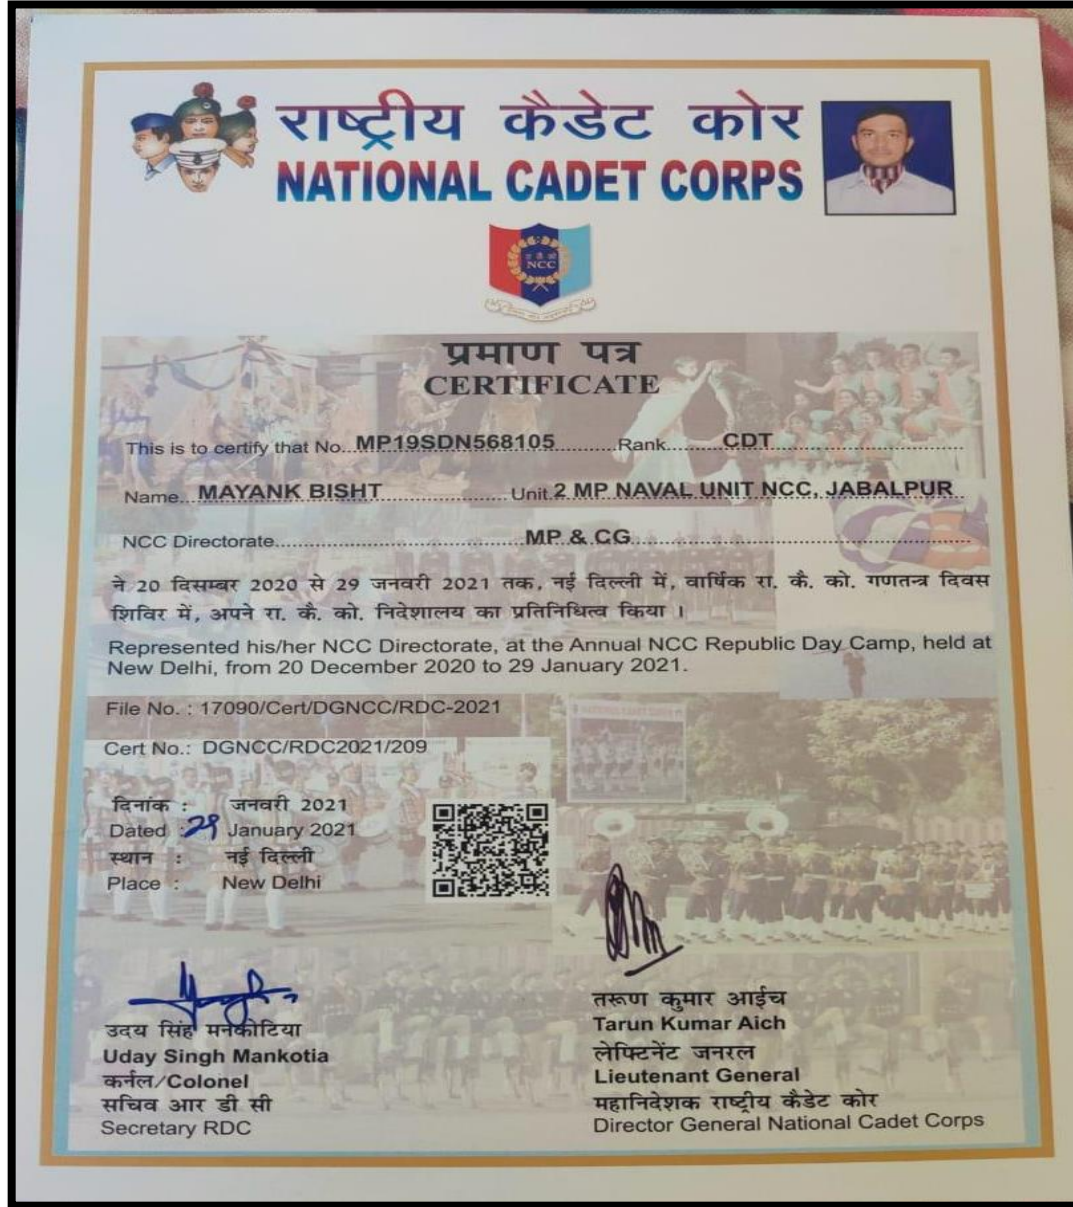 राष्ट्रीय कैडेट कोर
NATIONAL CADET CORPS
NCC
प्रमाण पत्र
CERTIFICATE
This is to certify that No...MP19SDN568105..........Rank........CDT
Name...MAYANK BISHT....................Unit.2 MP NAVAL UNIT NCC, JABALPUR
NCC Directorate........................................MP & CG
ने 20 दिसम्बर 2020 से 29 जनवरी 2021 तक, नई दिल्ली में, वार्षिक रा. कै. को. गणतन्त्र दिवस
शिविर में, अपने रा. कै. को. निदेशालय का प्रतिनिधित्व किया ।
Represented his/her NCC Directorate, at the Annual NCC Republic Day Camp, held at
New Delhi, from 20 December 2020 to 29 January 2021.
File No. : 17090/Cert/DGNCC/RDC-2021
Cert No.: DGNCC/RDC2021/209
दिनांक : जनवरी 2021
Dated : 29 January 2021
स्थान : नई दिल्ली
Place : New Delhi
उदय सिंह मनकोटिया
Uday Singh Mankotia
कर्नल/Colonel
सचिव आर डी सी
Secretary RDC
तरूण कुमार आईच
Tarun Kumar Aich
लेफ्टिनेंट जनरल
Lieutenant General
महानिदेशक राष्ट्रीय कैडेट कोर
Director General National Cadet Corps